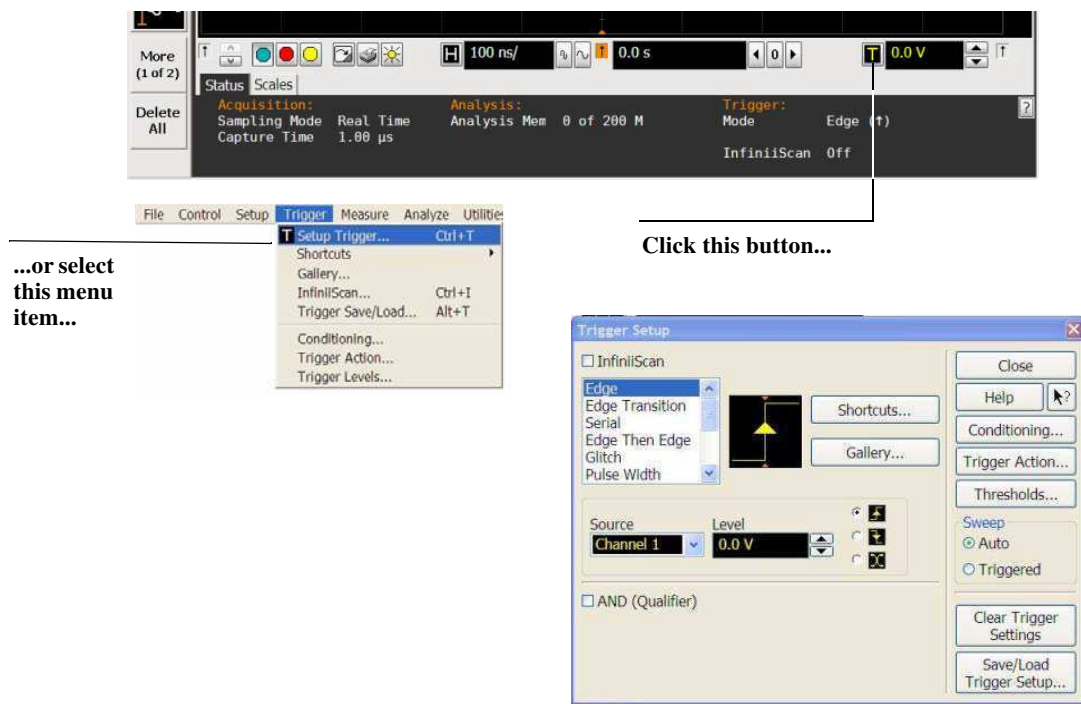 More
(1 of 2)
Delete
All
H 100 ns/ 0.0 s 0 T 0.0 V
Status Scales
Acquisition: Analysis: Trigger:
Sampling Mode Real Time Analysis Mem 0 of 200 M Mode Edge (↑)
Capture Time 1.00 µs
InfiniiScan Off
?
File Control Setup Trigger Measure Analyze Utilities
T Setup Trigger... Ctrl+T
Shortcuts
Gallery...
InfiniiScan... Ctrl+I
Trigger Save/Load... Alt+T
Conditioning...
Trigger Action...
Trigger Levels...
Click this button...
...or select
this menu
item...
Trigger Setup
InfiniiScan
Edge
Edge Transition
Serial
Edge Then Edge
Glitch
Pulse Width
Shortcuts...
Gallery...
Source Level
Channel 1 0.0 V
AND (Qualifier)
Close
Help ?
Conditioning...
Trigger Action...
Thresholds...
Sweep
Auto
Triggered
Clear Trigger
Settings
Save/Load
Trigger Setup...